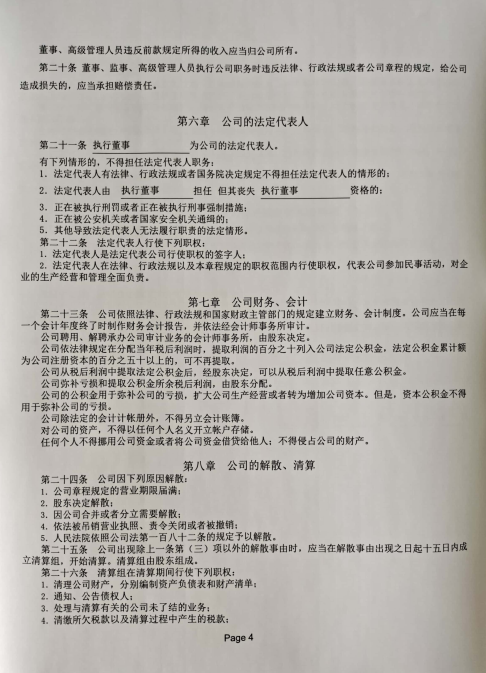 董事、高级管理人员违反前款规定所得的收入应当归公司所有。
第二十条 董事、监事、高级管理人员执行公司职务时违反法律、行政法规或者公司章程的规定，给公司
造成损失的，应当承担赔偿责任。
第六章 公司的法定代表人
第二十一条 执行董事 为公司的法定代表人。
有下列情形的，不得担任法定代表人职务：
1. 法定代表人有法律、行政法规或者国务院决定规定不得担任法定代表人的情形的；
2. 法定代表人由 执行董事 担任 但其丧失 执行董事 资格的；
3. 正在被执行刑罚或者正在被执行刑事强制措施；
4. 正在被公安机关或者国家安全机关通缉的；
5. 其他导致法定代表人无法履行职责的法定情形。
第二十二条 法定代表人行使下列职权：
1. 法定代表人是法定代表公司行使职权的签字人；
2. 法定代表人在法律、行政法规以及本章程规定的职权范围内行使职权，代表公司参加民事活动，对企
业的生产经营和管理全面负责。
第七章 公司财务、会计
第二十三条 公司依照法律、行政法规和国家财政主管部门的规定建立财务、会计制度。公司应当在每
一个会计年度终了时制作财务会计报告，并依法经会计师事务所审计。
公司聘用、解聘承办公司审计业务的会计师事务所，由股东决定。
公司依法律规定在分配当年税后利润时，提取利润的百分之十列入公司法定公积金，法定公积金累计额
为公司注册资本的百分之五十以上的，可不再提取。
公司从税后利润中提取法定公积金后，经股东决定，可以从税后利润中提取任意公积金。
公司弥补亏损和提取公积金所余税后利润，由股东分配。
公司的公积金用于弥补公司的亏损，扩大公司生产经营或者转为增加公司资本。但是，资本公积金不得
用于弥补公司的亏损。
公司除法定的会计计帐册外，不得另立会计账簿。
对公司的资产，不得以任何个人名义开立帐户存储。
任何个人不得挪用公司资金或者将公司资金借贷给他人；不得侵占公司的财产。
第八章 公司的解散、清算
第二十四条 公司因下列原因解散：
1. 公司章程规定的营业期限届满；
2. 股东决定解散；
3. 因公司合并或者分立需要解散；
4. 依法被吊销营业执照、责令关闭或者被撤销；
5. 人民法院依照公司法第一百八十二条的规定予以解散。
第二十五条 公司出现除上一条第（三）项以外的解散事由时，应当在解散事由出现之日起十五日内成
立清算组，开始清算。清算组由股东组成。
第二十六条 清算组在清算期间行使下列职权：
1. 清理公司财产，分别编制资产负债表和财产清单；
2. 通知、公告债权人；
3. 处理与清算有关的公司未了结的业务；
4. 清缴所欠税款以及清算过程中产生的税款；
Page 4